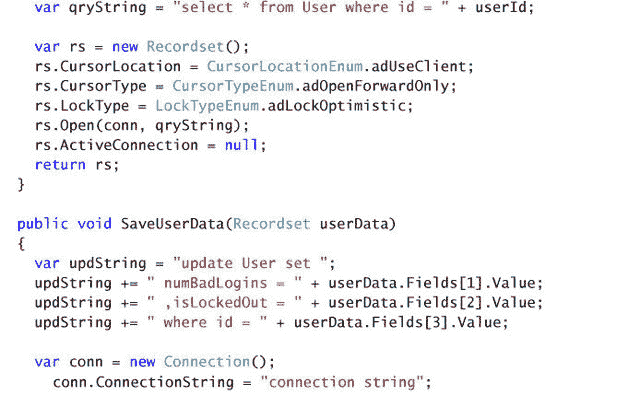 var qryString = "select * from User where id = " + userId;
var rs = new Recordset();
rs.CursorLocation = CursorLocationEnum.adUseClient;
rs.CursorType = CursorTypeEnum.adOpenForwardOnly;
rs.LockType = LockTypeEnum.adLockOptimistic;
rs.Open(conn, qryString);
rs.ActiveConnection = null;
return rs;
}
public void SaveUserData(Recordset userData)
{
var updString = "update User set ";
updString += " numBadLogins = " + userData.Fields[1].Value;
updString += " ,isLockedOut = " + userData.Fields[2].Value;
updString += " where id = " + userData.Fields[3].Value;
var conn = new Connection();
conn.ConnectionString = "connection string";